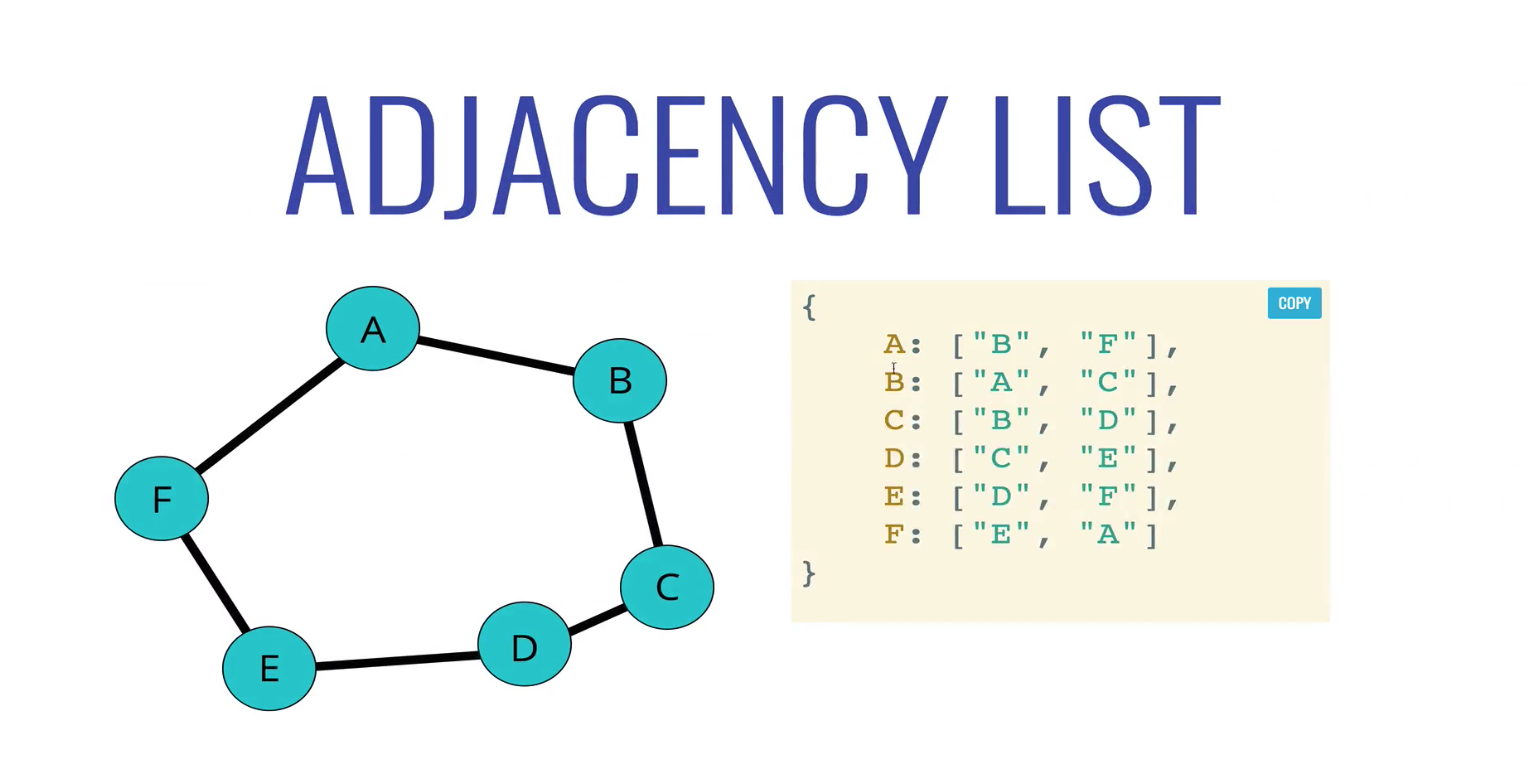 ADJACENCY LIST
A
B
F
C
D
E
COPY
{
A: ["B", "F"],
B: ["A", "C"],
C: ["B", "D"],
D: ["C", "E"],
E: ["D", "F"],
F: ["E", "A"]
}